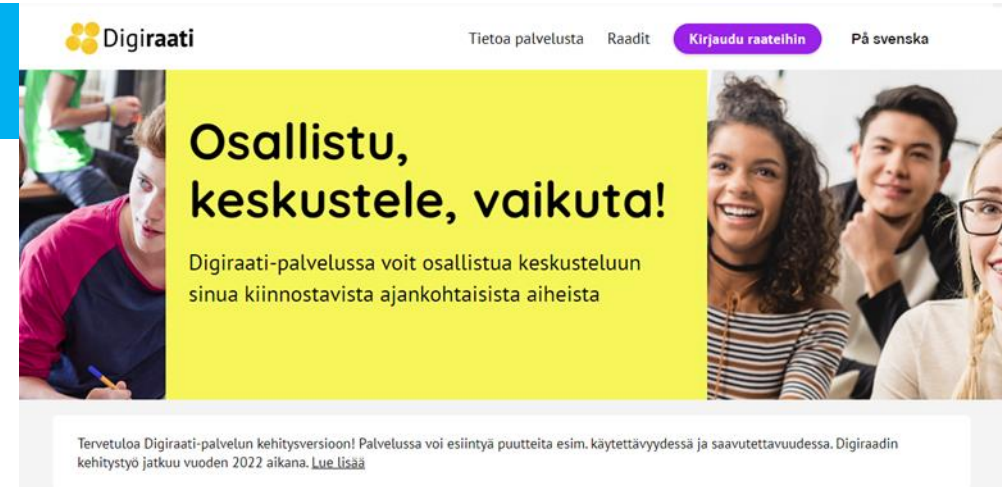 Digiraati
Tietoa palvelusta Raadit Kirjaudu raateihin På svenska
Osallistu,
keskustele, vaikuta!
Digiraati-palvelussa voit osallistua keskusteluun
sinua kiinnostavista ajankohtaisista aiheista
Tervetuloa Digiraati-palvelun kehitysversioon! Palvelussa voi esiintyä puutteita esim. käytettävyydessä ja saavutettavuudessa. Digiraadin
kehitystyö jatkuu vuoden 2022 aikana. Lue lisää